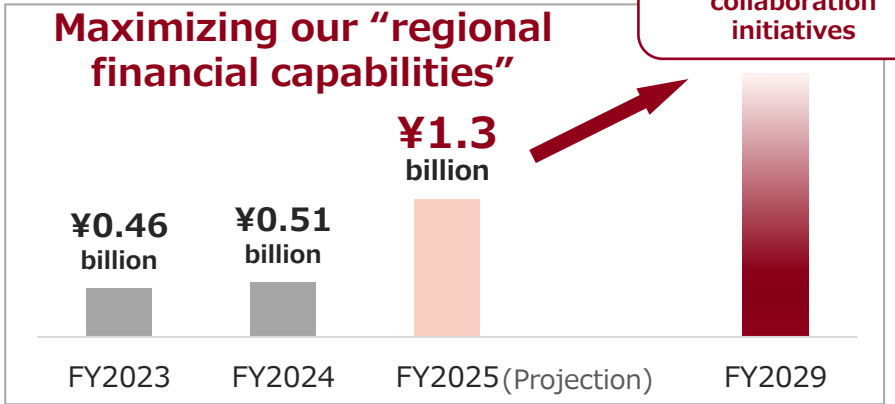 collaboration
initiatives
Maximizing our “regional
financial capabilities”
¥1.3
billion
¥0.46
billion
¥0.51
billion
FY2023
FY2024
FY2025 (Projection)
FY2029